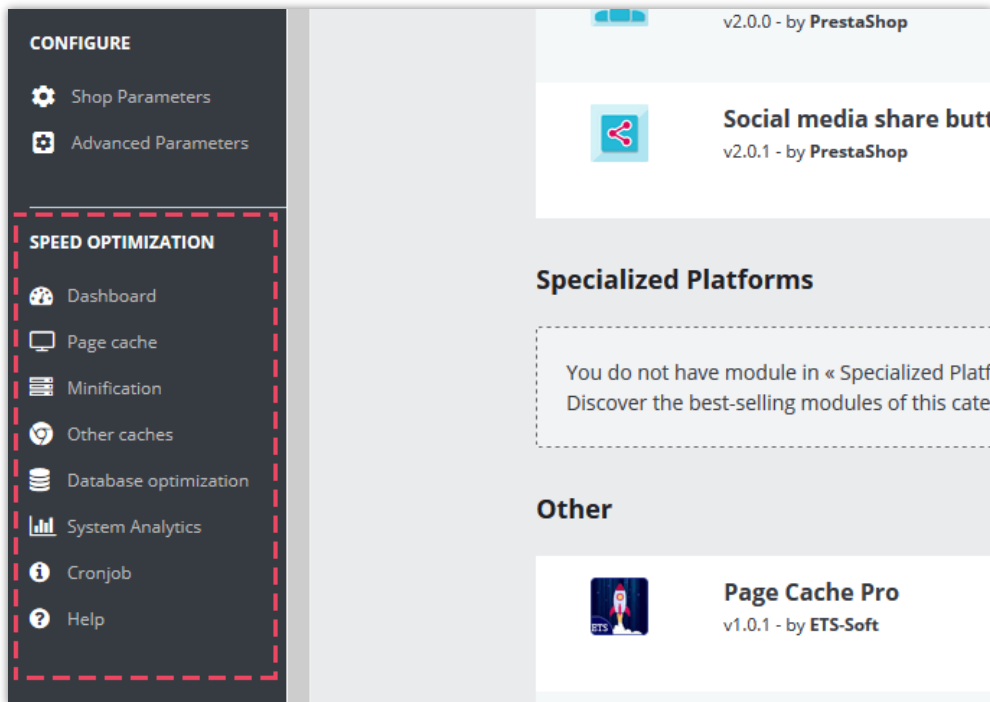 CONFIGURE
Shop Parameters
Advanced Parameters
SPEED OPTIMIZATION
Dashboard
Page cache
Minification
Other caches
Database optimization
System Analytics
Cronjob
Help
v2.0.0 - by PrestaShop
Social media share butt
v2.0.1 - by PrestaShop
Specialized Platforms
You do not have module in « Specialized Platf
Discover the best-selling modules of this cate
Other
ETS
Page Cache Pro
v1.0.1 - by ETS-Soft